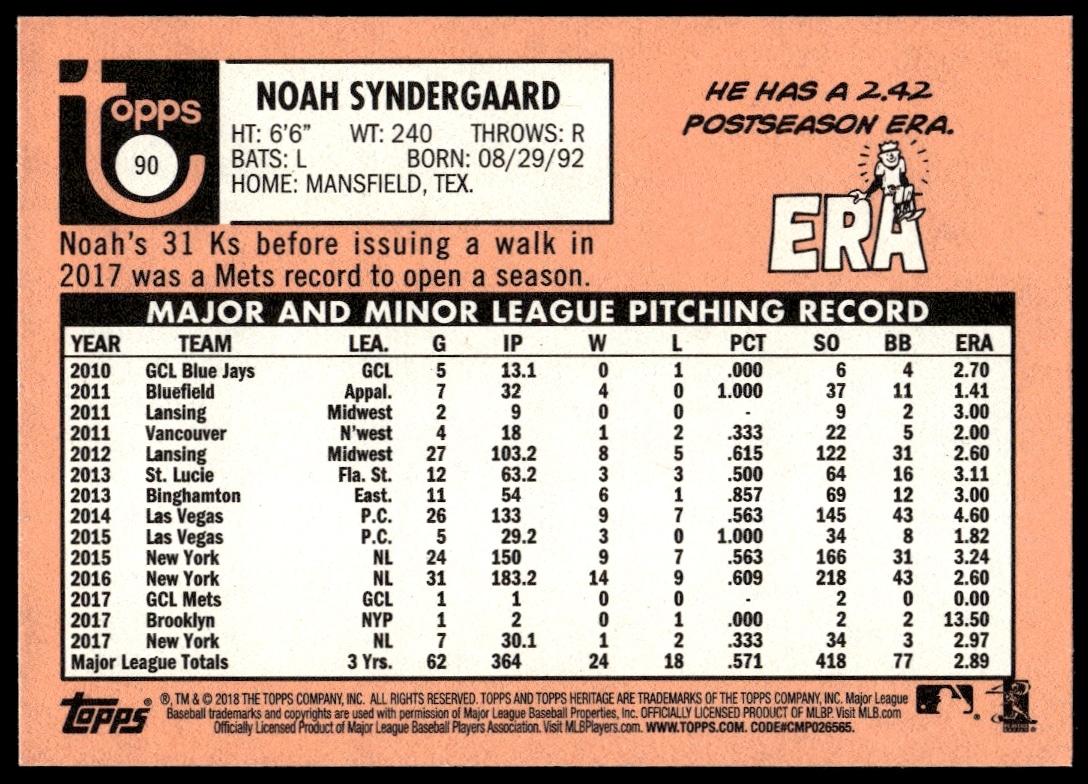 topps
90
NOAH SYNDERGAARD
HT: 6'6" WT: 240 THROWS: R
BATS: L BORN: 08/29/92
HOME: MANSFIELD, TEX.
HE HAS A 2.42
POSTSEASON ERA.
ERA
Noah's 31 Ks before issuing a walk in
2017 was a Mets record to open a season.
MAJOR AND MINOR LEAGUE PITCHING RECORD
YEAR TEAM LEA. G IP W L PCT SO BB ERA
2010 GCL Blue Jays GCL 5 13.1 0 1 .000 6 4 2.70
2011 Bluefield Appal. 7 32 4 0 1.000 37 11 1.41
2011 Lansing Midwest 2 9 0 0 - 9 2 3.00
2011 Vancouver N'west 4 18 1 2 .333 22 5 2.00
2012 Lansing Midwest 27 103.2 8 5 .615 122 31 2.60
2013 St. Lucie Fla. St. 12 63.2 3 3 .500 64 16 3.11
2013 Binghamton East. 11 54 6 1 .857 69 12 3.00
2014 Las Vegas P.C. 26 133 9 7 .563 145 43 4.60
2015 Las Vegas P.C. 5 29.2 3 0 1.000 34 8 1.82
2015 New York NL 24 150 9 7 .563 166 31 3.24
2016 New York NL 31 183.2 14 9 .609 218 43 2.60
2017 GCL Mets GCL 1 1 0 0 - 2 0 0.00
2017 Brooklyn NYP 1 2 0 1 .000 2 2 13.50
2017 New York NL 7 30.1 1 2 .333 34 3 2.97
Major League Totals 3 Yrs. 62 364 24 18 .571 418 77 2.89
topps ®, TM & © 2018 THE TOPPS COMPANY, INC. ALL RIGHTS RESERVED. TOPPS AND TOPPS HERITAGE ARE TRADEMARKS OF THE TOPPS COMPANY, INC. Major League
Baseball trademarks and copyrights are used with permission of Major League Baseball Properties, Inc. OFFICIALLY LICENSED PRODUCT OF MLBP. Visit MLB.com
Officially Licensed Product of Major League Baseball Players Association. Visit MLBPlayers.com. WWW.TOPPS.COM. CODE#CMP026565.